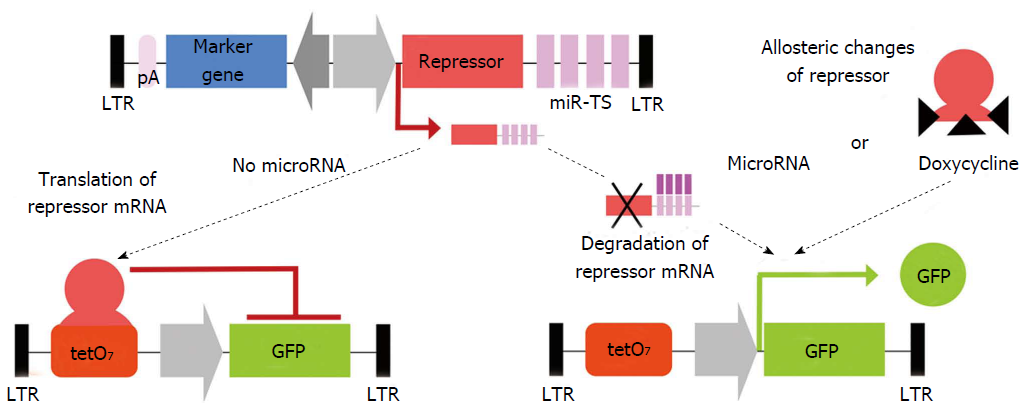 Marker
gene
Repressor
pA
LTR
miR-TS
LTR
Allosteric changes
of repressor
or
Doxycycline
No microRNA
MicroRNA
Translation of
repressor mRNA
Degradation of
repressor mRNA
GFP
tetO₇
GFP
LTR
LTR
tetO₇
GFP
LTR
LTR